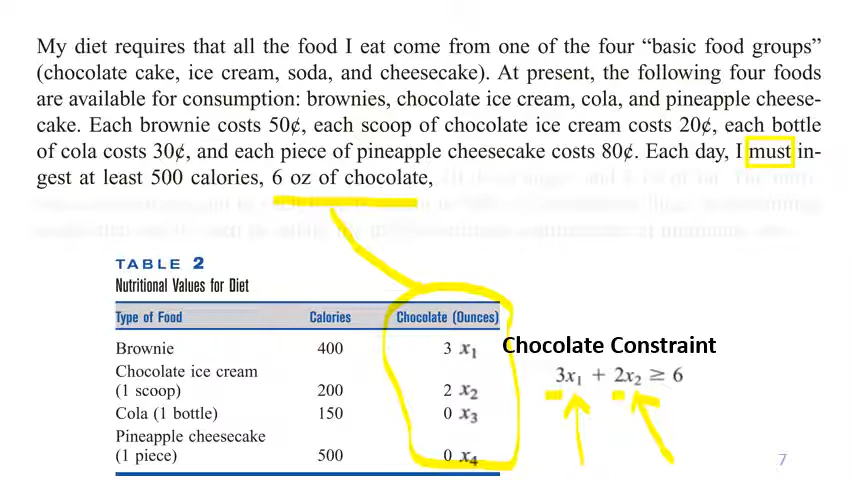 My diet requires that all the food I eat come from one of the four “basic food groups”
(chocolate cake, ice cream, soda, and cheesecake). At present, the following four foods
are available for consumption: brownies, chocolate ice cream, cola, and pineapple cheese-
cake. Each brownie costs 50¢, each scoop of chocolate ice cream costs 20¢, each bottle
of cola costs 30¢, and each piece of pineapple cheesecake costs 80¢. Each day, I must in-
gest at least 500 calories, 6 oz of chocolate,
TABLE 2
Nutritional Values for Diet
Type of Food Calories Chocolate (Ounces)
Brownie 400 3 x₁
Chocolate ice cream
(1 scoop) 200 2 x₂
Cola (1 bottle) 150 0 x₃
Pineapple cheesecake
(1 piece) 500 0 x₄
Chocolate Constraint
3x₁ + 2x₂ ≥ 6
7